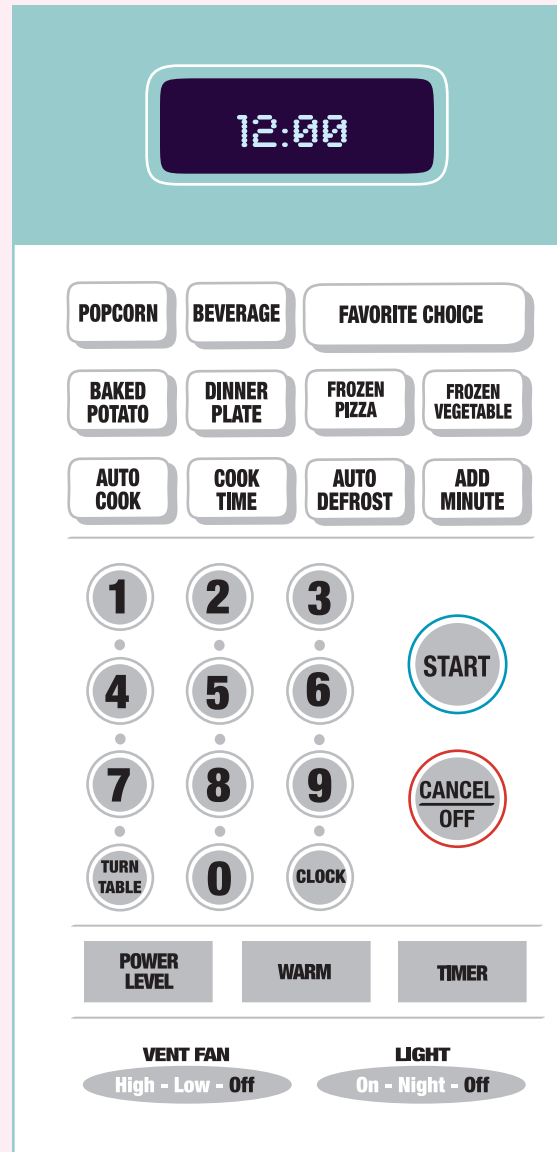 12:00
POPCORN
BEVERAGE
FAVORITE CHOICE
BAKED
POTATO
DINNER
PLATE
FROZEN
PIZZA
FROZEN
VEGETABLE
AUTO
COOK
COOK
TIME
AUTO
DEFROST
ADD
MINUTE
1
2
3
START
4
5
6
7
8
9
CANCEL
OFF
TURN
TABLE
0
CLOCK
POWER
LEVEL
WARM
TIMER
VENT FAN
High - Low - Off
LIGHT
On - Night - Off